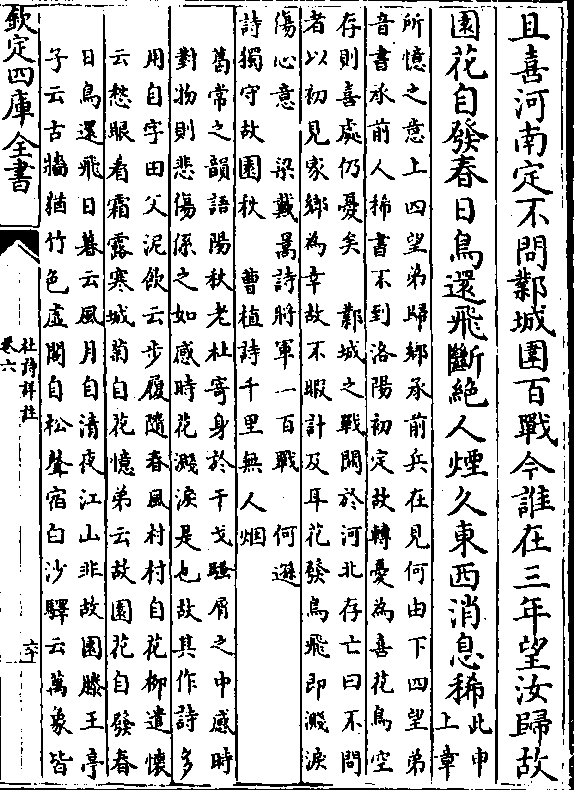 且喜河南定不問鄴城圍百戰今誰在三年望汝歸故
園花自發春日鳥還飛斷絶人煙久東西消息稀此申
上章
所憶之意上四望弟歸鄉承前兵在見何由下四望弟
音書承前人稀書不到洛陽初定故轉憂為喜花鳥空
存則喜處仍憂矣 鄴城之戰關於河北存亡曰不問
者以初見家鄉為幸故不暇計及耳花發鳥飛即濺淚
傷心意 梁戴暠詩將軍一百戰 何遜
詩獨守故園秋 曹植詩千里無人烟
葛常之韻語陽秋老杜寄身於干戈騷屑之中感時
對物則悲傷係之如感時花濺淚是也故其作詩多
用自字田父泥飲云步履隨春風村村自花柳遣懷
云愁眼看霜露寒城菊自花憶弟云故園花自發春
日鳥還飛日暮云風月自清夜江山非故園滕王亭
子云古牆猶竹色虛閣自松聲宿白沙驛云萬象皆
欽定四庫全書
杜詩詳註
卷六
六十